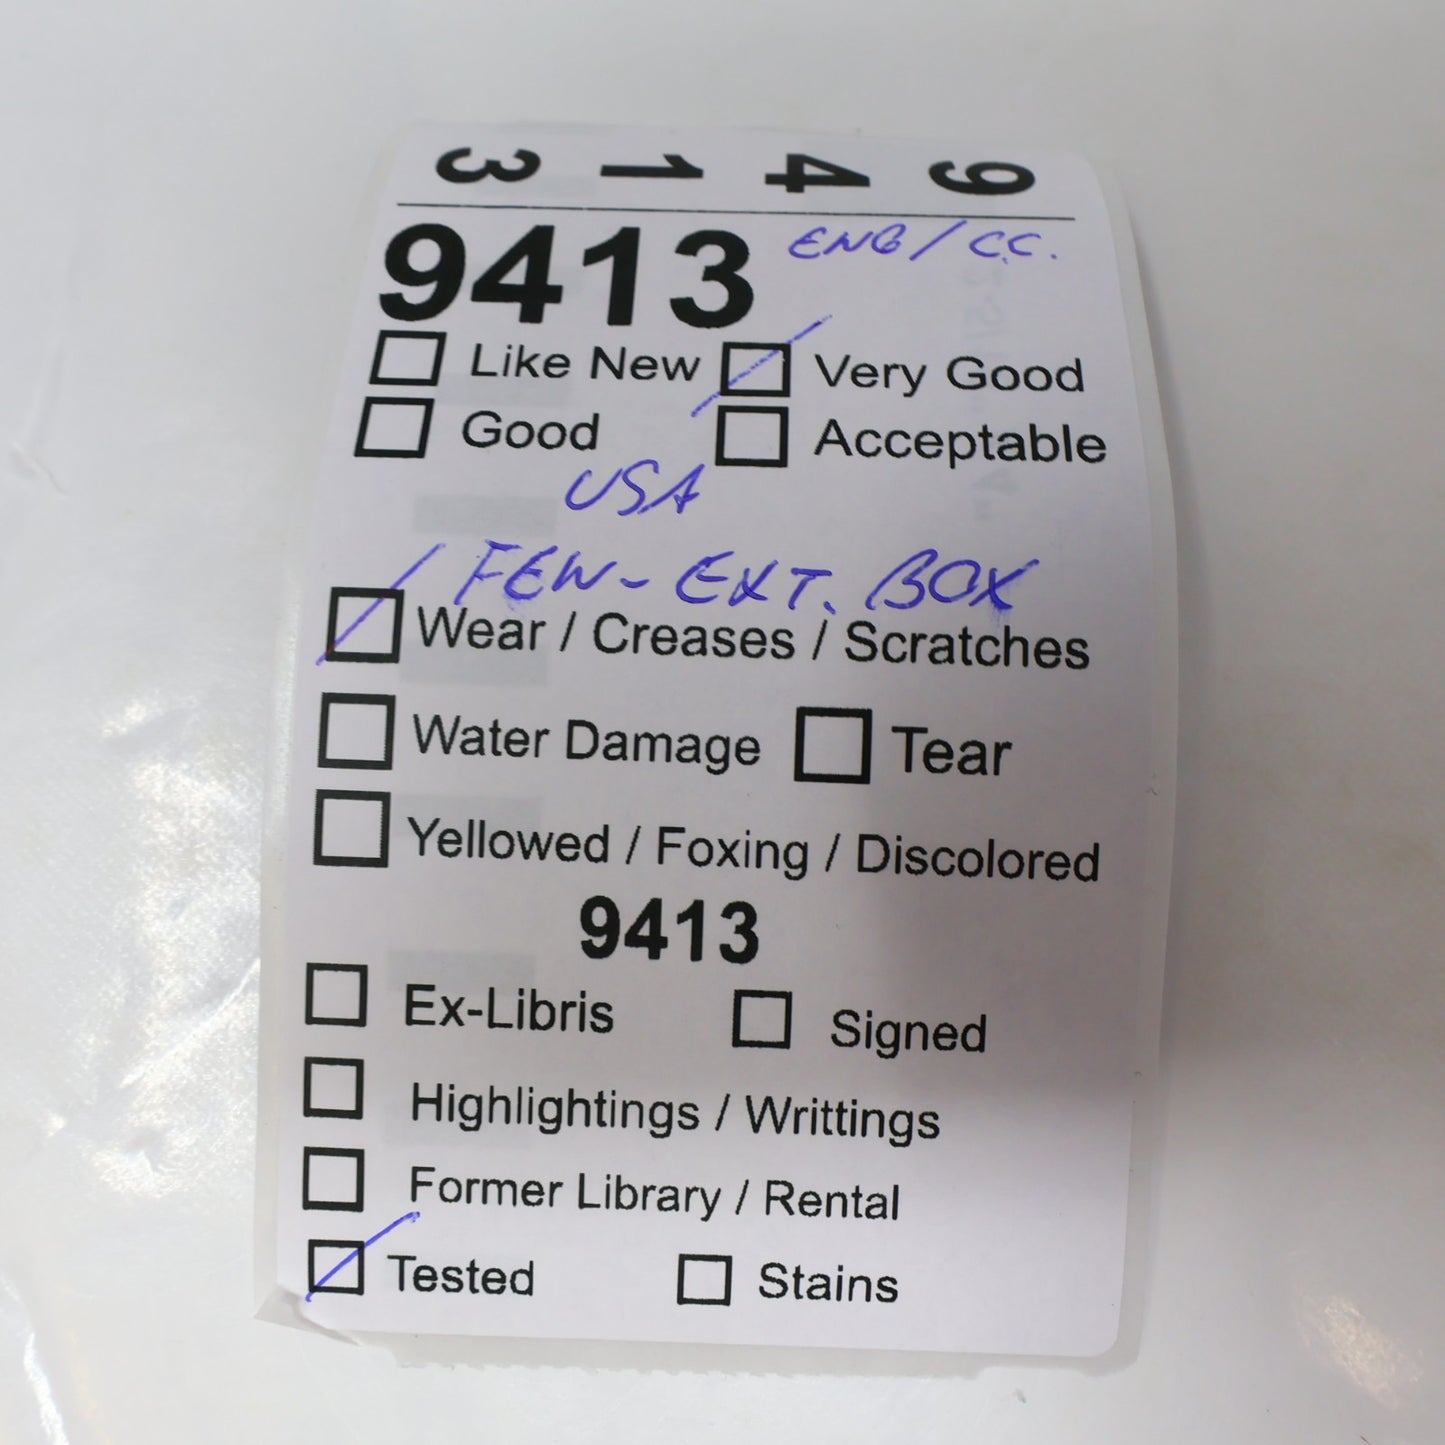 9 4 1 3
9413 ENG / C.C.
Like New Very Good
Good Acceptable
USA
FEW - EXT. BOX
Wear / Creases / Scratches
Water Damage Tear
Yellowed / Foxing / Discolored
9413
Ex-Libris Signed
Highlightings / Writtings
Former Library / Rental
Tested Stains